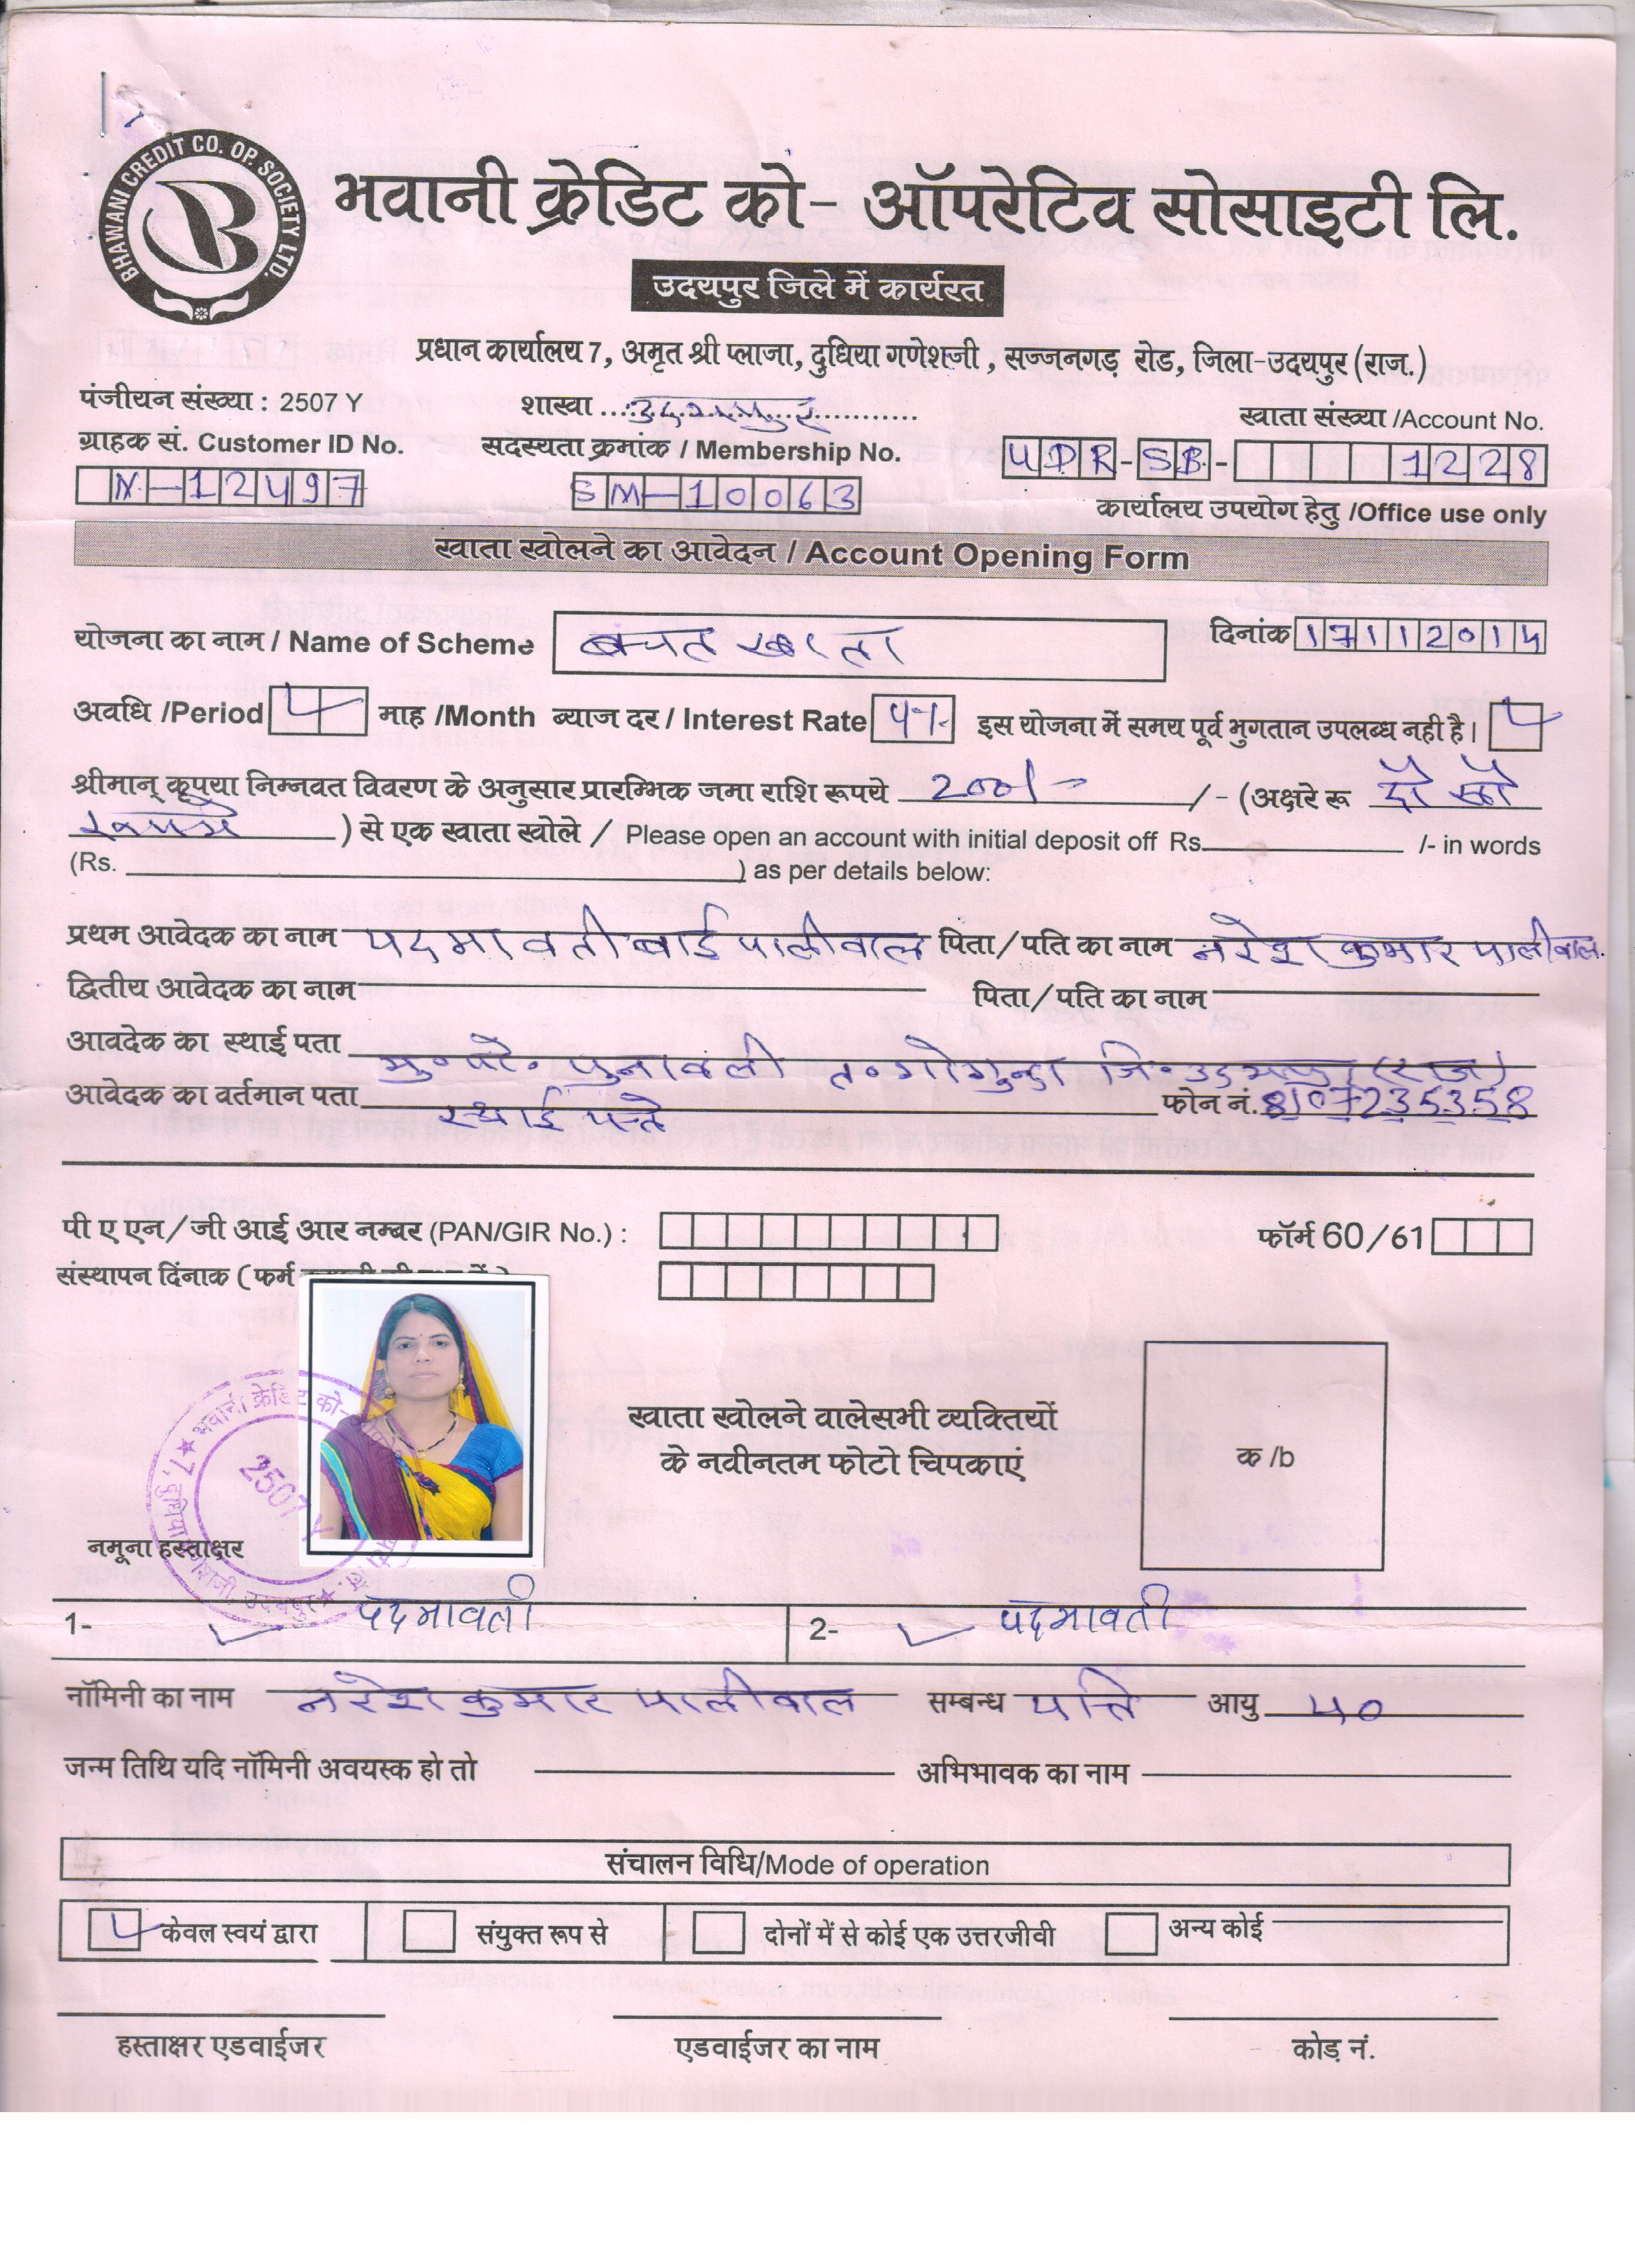 BHAWANI CREDIT CO. OP. SOCIETY LTD.
भवानी क्रेडिट को- ऑपरेटिव सोसाइटी लि.
उदयपुर जिले में कार्यरत
प्रधान कार्यालय 7, अमृत श्री प्लाजा, दुधिया गणेशजी, सज्जनगड़ रोड, जिला-उदयपुर (राज.)
पंजीयन संख्या : 2507 Y शाखा ....उदयपुर........... खाता संख्या /Account No.
ग्राहक सं. Customer ID No. सदस्यता क्रमांक / Membership No. UDR-SB- 1228
N-12497 SM-10063 कार्यालय उपयोग हेतु /Office use only
खाता खोलने का आवेदन / Account Opening Form
योजना का नाम / Name of Scheme बचत खाता दिनांक 17112014
अवधि /Period माह /Month ब्याज दर / Interest Rate 4% इस योजना में समय पूर्व भुगतान उपलब्ध नही है।
श्रीमान् कृपया निम्नवत विवरण के अनुसार प्रारम्भिक जमा राशि रूपये 200/- /- (अक्षरे रू दो सौ
रुपये ) से एक खाता खोले / Please open an account with initial deposit off Rs. /- in words
(Rs. ) as per details below:
प्रथम आवेदक का नाम पदमावती बाई पालीवाल पिता/पति का नाम नरेश कुमार पालीवाल.
द्वितीय आवेदक का नाम पिता/पति का नाम
आवदेक का स्थाई पता मु॰ पो॰ पुनावली त॰ गोगुन्दा जि॰ उदयपुर (राज)
आवेदक का वर्तमान पता स्थाई पत्ते फोन नं. 8107235358
पी ए एन/जी आई आर नम्बर (PAN/GIR No.) : फॉर्म 60/61
संस्थापन दिंनाक ( फर्म
खाता खोलने वालेसभी व्यक्तियों
के नवीनतम फोटो चिपकाएं
क /b
भवानी क्रेडिट को-
2507 Y
नमूना हस्ताक्षर
1- पदमावती 2- पदमावती
नॉमिनी का नाम नरेश कुमार पालीवाल सम्बन्ध पत्ति आयु 40
जन्म तिथि यदि नॉमिनी अवयस्क हो तो अभिभावक का नाम
संचालन विधि/Mode of operation
केवल स्वयं द्वारा संयुक्त रूप से दोनों में से कोई एक उत्तरजीवी अन्य कोई
हस्ताक्षर एडवाईजर एडवाईजर का नाम कोड़ नं.